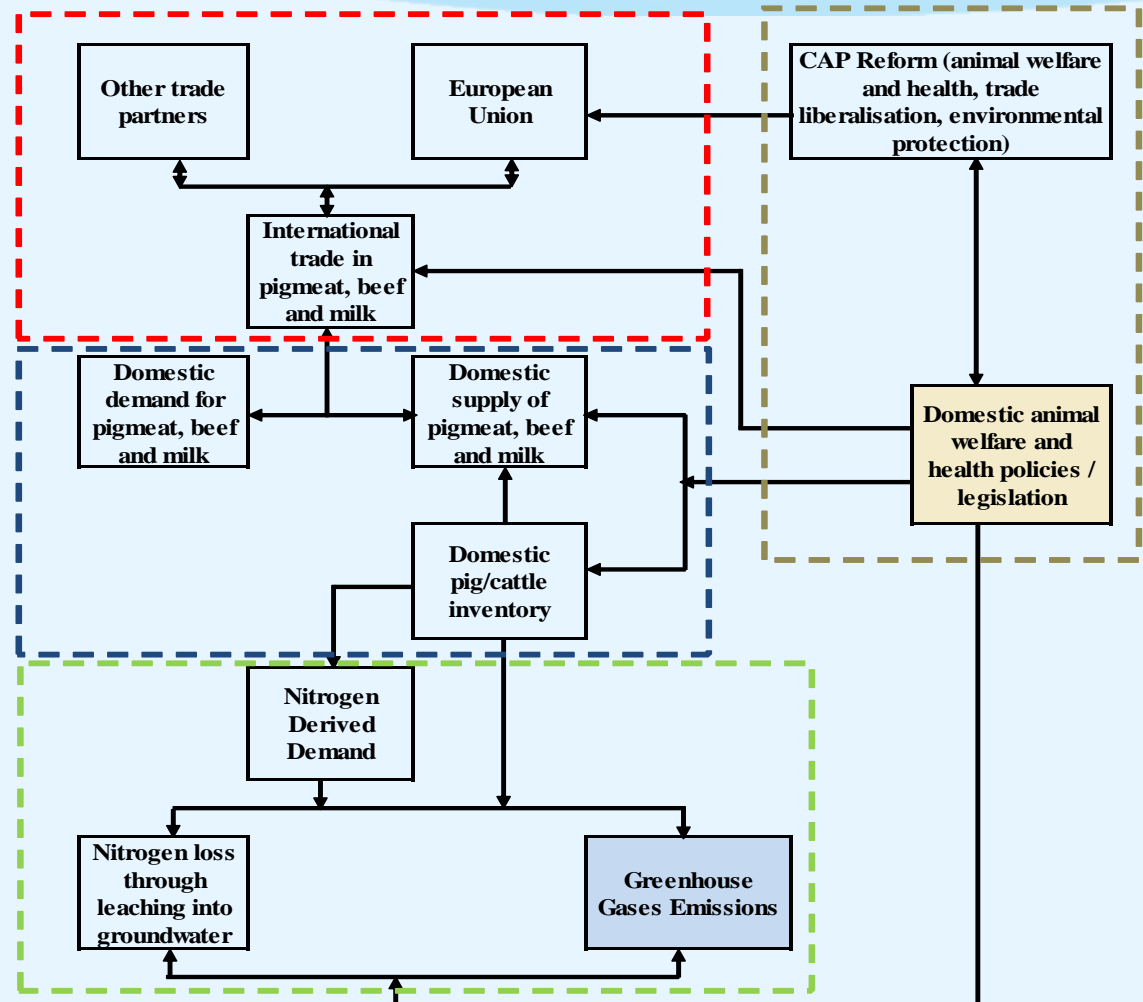 Other trade
partners
European
Union
CAP Reform (animal welfare
and health, trade
liberalisation, environmental
protection)
International
trade in
pigmeat, beef
and milk
Domestic
demand for
pigmeat, beef
and milk
Domestic
supply of
pigmeat, beef
and milk
Domestic animal
welfare and
health policies /
legislation
Domestic
pig/cattle
inventory
Nitrogen
Derived
Demand
Nitrogen loss
through
leaching into
groundwater
Greenhouse
Gases Emissions